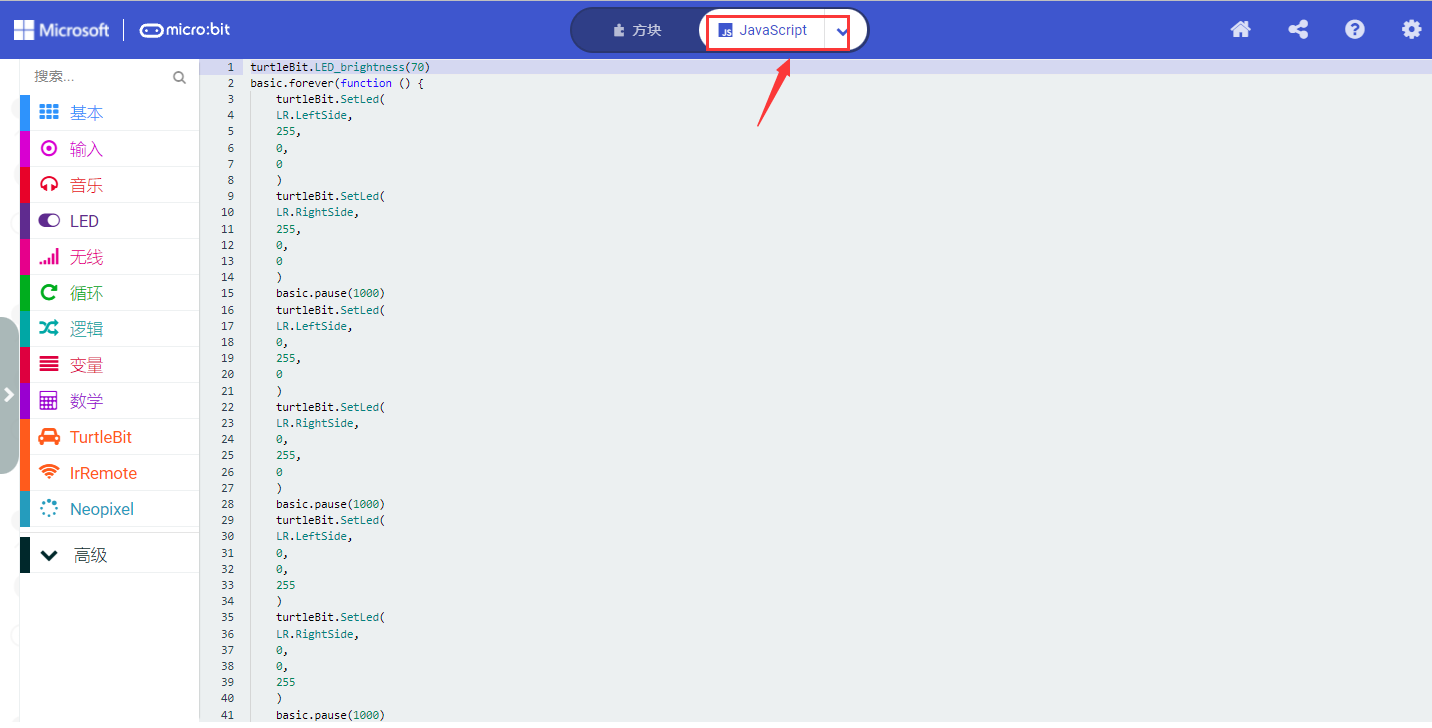 Microsoft micro:bit 方块 JS JavaScript
搜索...
基本
输入
音乐
LED
无线
循环
逻辑
变量
数学
TurtleBit
IrRemote
Neopixel
高级
1 turtleBit.LED_brightness(70)
2 basic.forever(function () {
3 turtleBit.SetLed(
4 LR.LeftSide,
5 255,
6 0,
7 0
8 )
9 turtleBit.SetLed(
10 LR.RightSide,
11 255,
12 0,
13 0
14 )
15 basic.pause(1000)
16 turtleBit.SetLed(
17 LR.LeftSide,
18 0,
19 255,
20 0
21 )
22 turtleBit.SetLed(
23 LR.RightSide,
24 0,
25 255,
26 0
27 )
28 basic.pause(1000)
29 turtleBit.SetLed(
30 LR.LeftSide,
31 0,
32 0,
33 255
34 )
35 turtleBit.SetLed(
36 LR.RightSide,
37 0,
38 0,
39 255
40 )
41 basic.pause(1000)